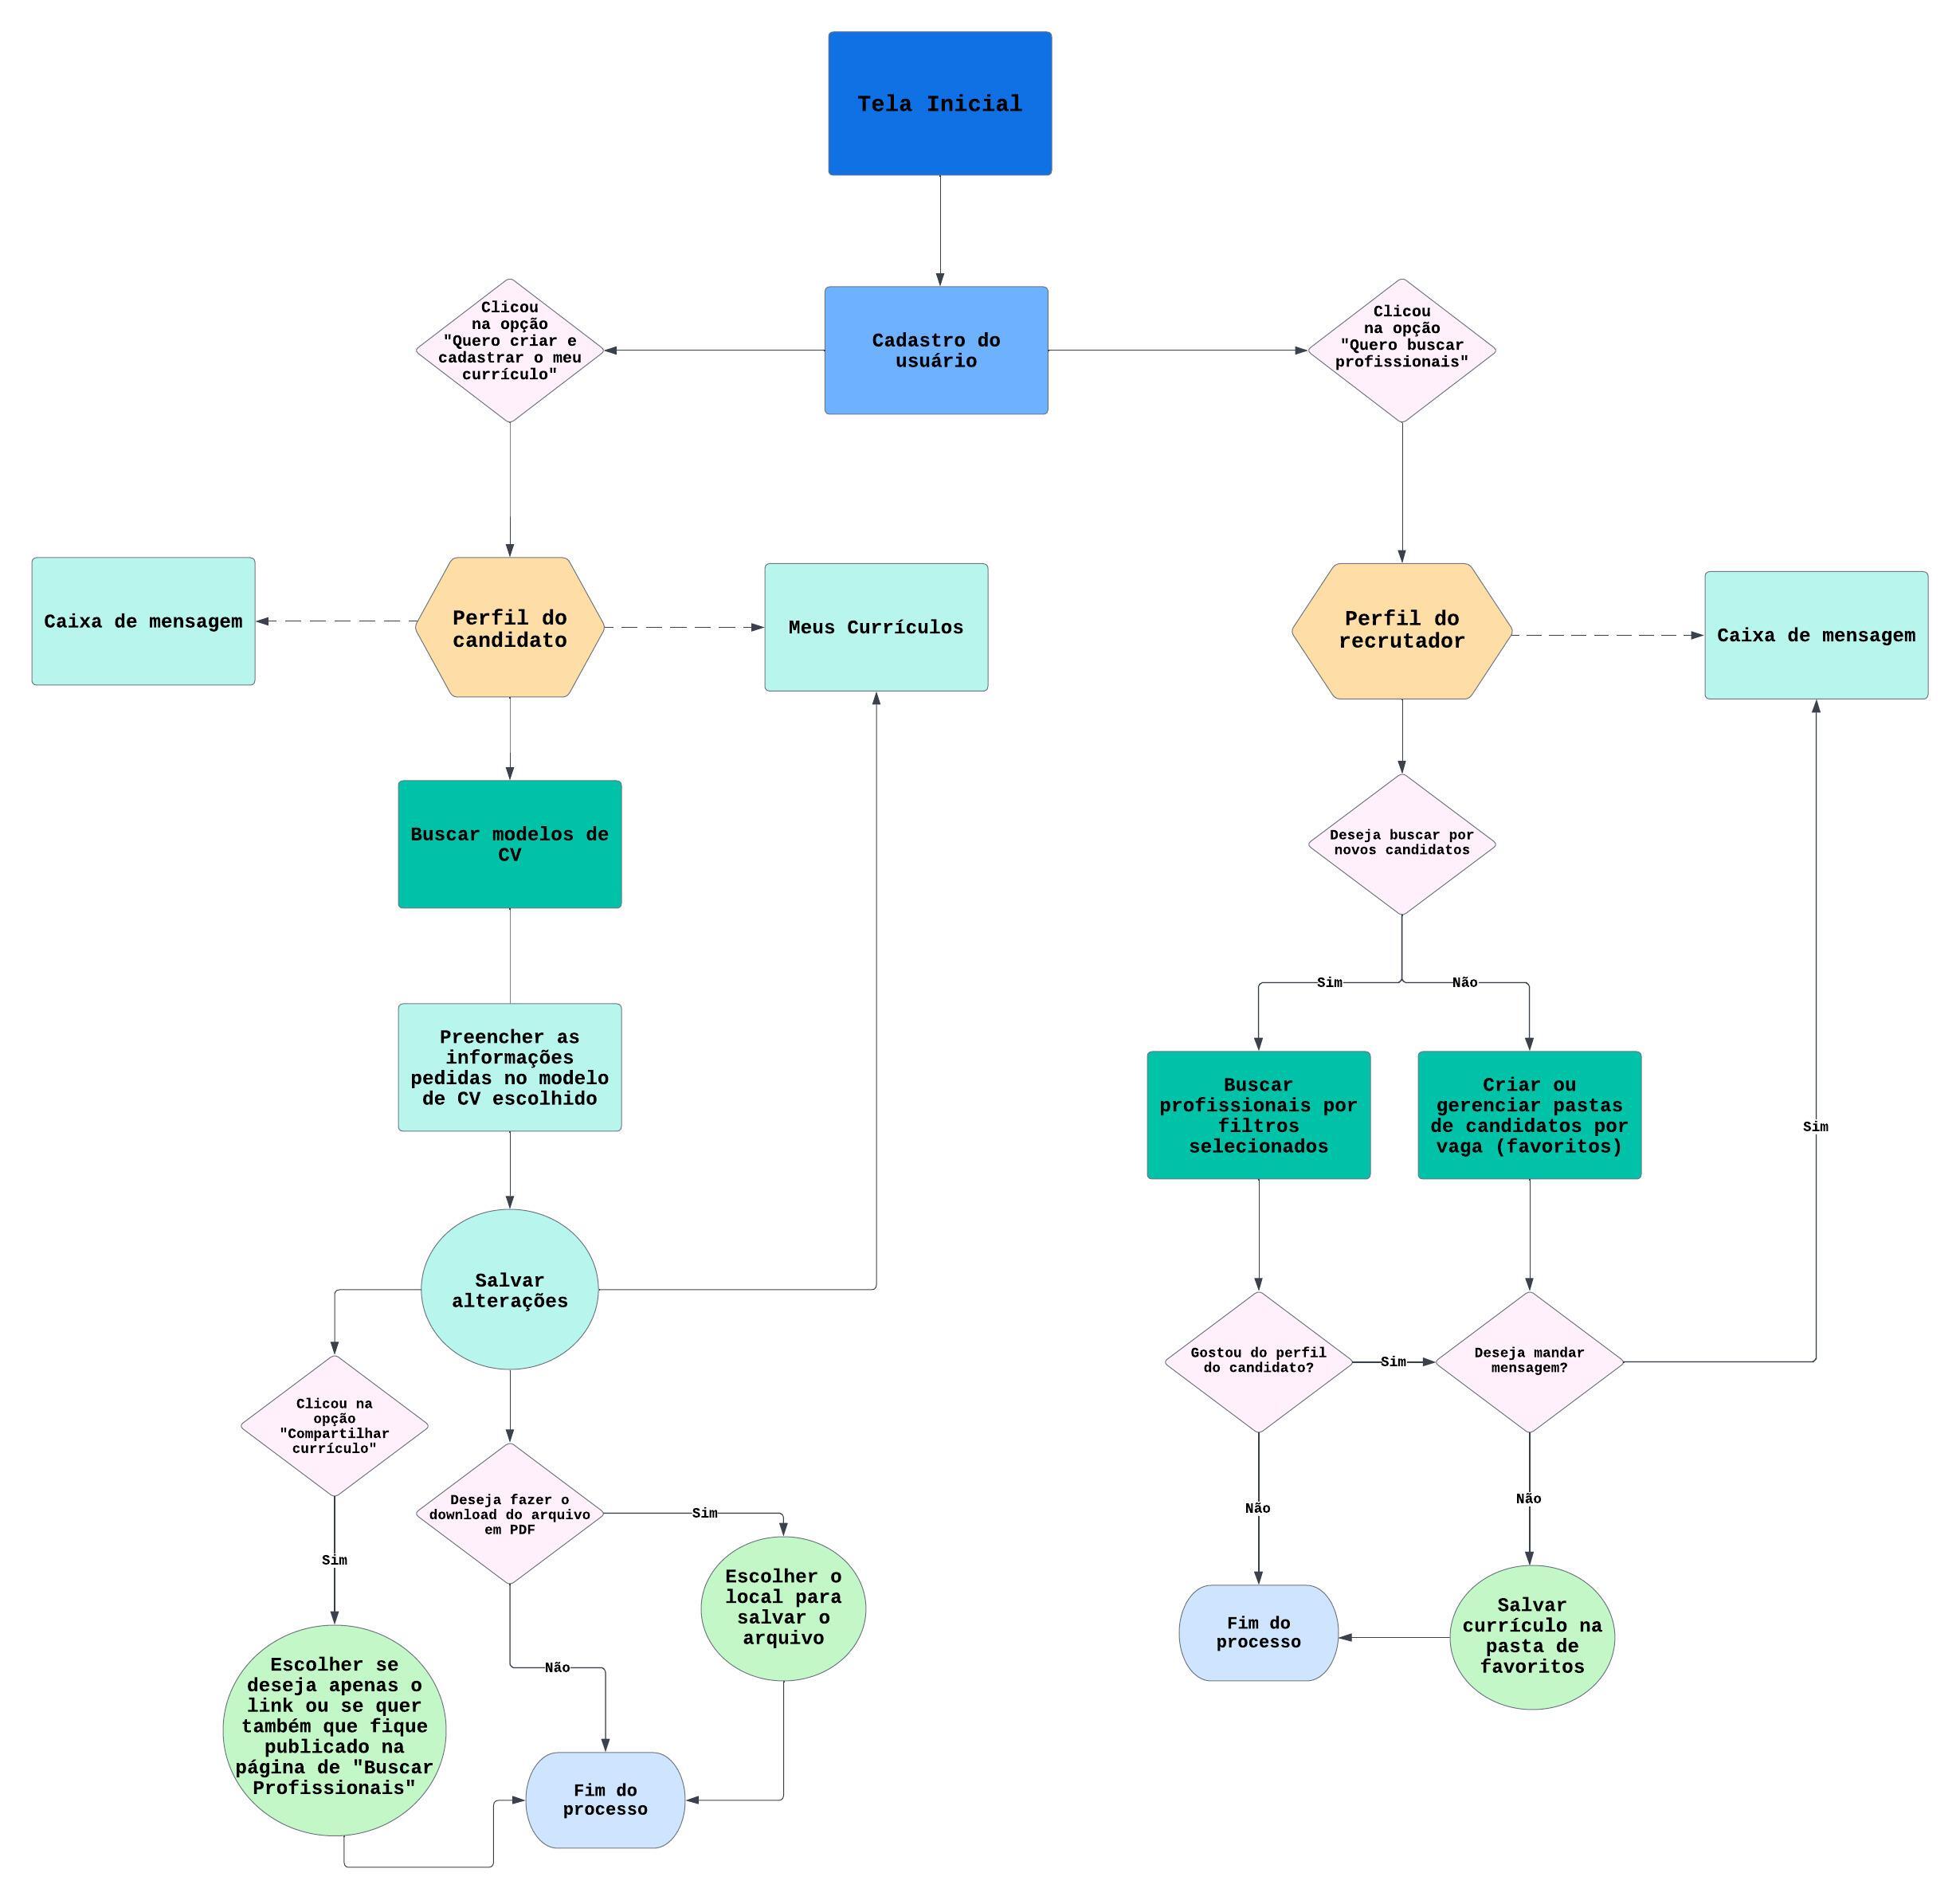 Tela Inicial
Clicou
na opção
"Quero criar e
cadastrar o meu
currículo"
Cadastro do
usuário
Clicou
na opção
"Quero buscar
profissionais"
Caixa de mensagem
Perfil do
candidato
Meus Currículos
Perfil do
recrutador
Caixa de mensagem
Buscar modelos de
CV
Deseja buscar por
novos candidatos
Sim
Não
Preencher as
informações
pedidas no modelo
de CV escolhido
Buscar
profissionais por
filtros
selecionados
Criar ou
gerenciar pastas
de candidatos por
vaga (favoritos)
Sim
Salvar
alterações
Gostou do perfil
do candidato?
Sim
Deseja mandar
mensagem?
Clicou na
opção
"Compartilhar
currículo"
Deseja fazer o
download do arquivo
em PDF
Sim
Não
Não
Sim
Escolher o
local para
salvar o
arquivo
Fim do
processo
Salvar
currículo na
pasta de
favoritos
Escolher se
deseja apenas o
link ou se quer
também que fique
publicado na
página de "Buscar
Profissionais"
Não
Fim do
processo